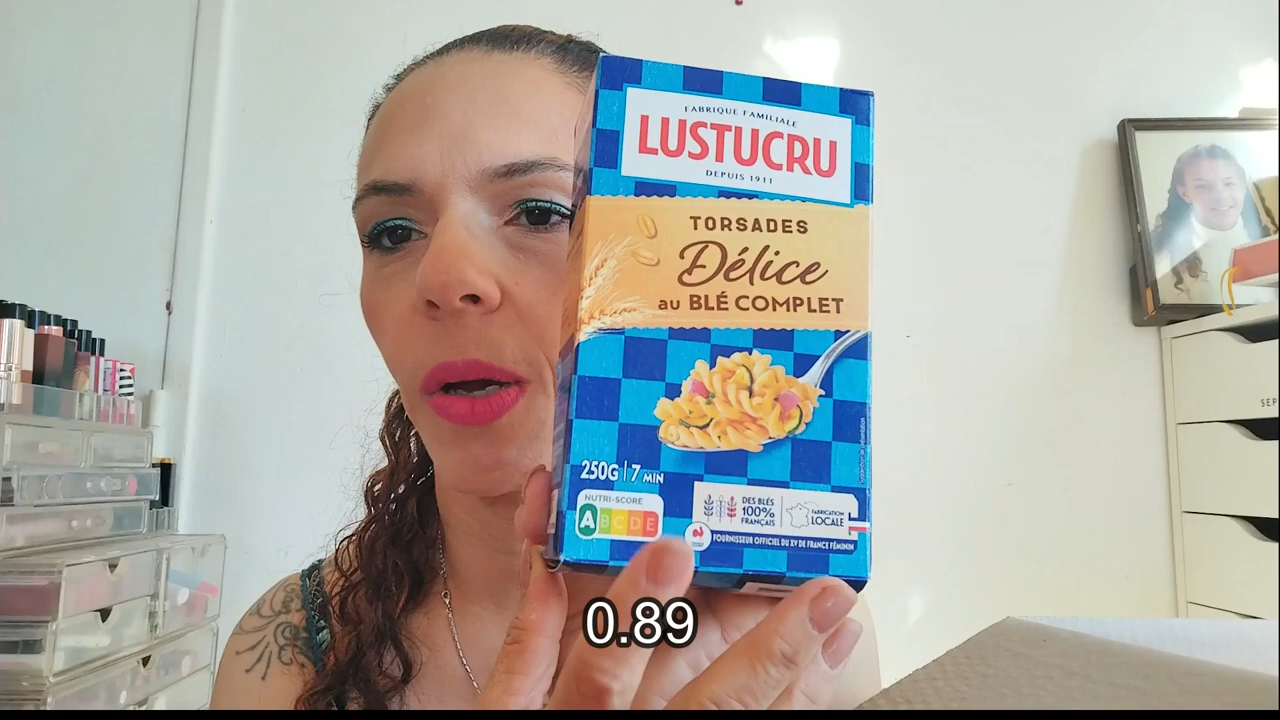 FABRIQUE FAMILIALE
LUSTUCRU
DEPUIS 1911
TORSADES
Délice
au BLÉ COMPLET
250G | 7 MIN
NUTRI-SCORE
A B C D E
DES BLÉS
100%
FRANÇAIS
FABRICATION
LOCALE
FOURNISSEUR OFFICIEL DU XV DE FRANCE FÉMININ
0.89
SEP